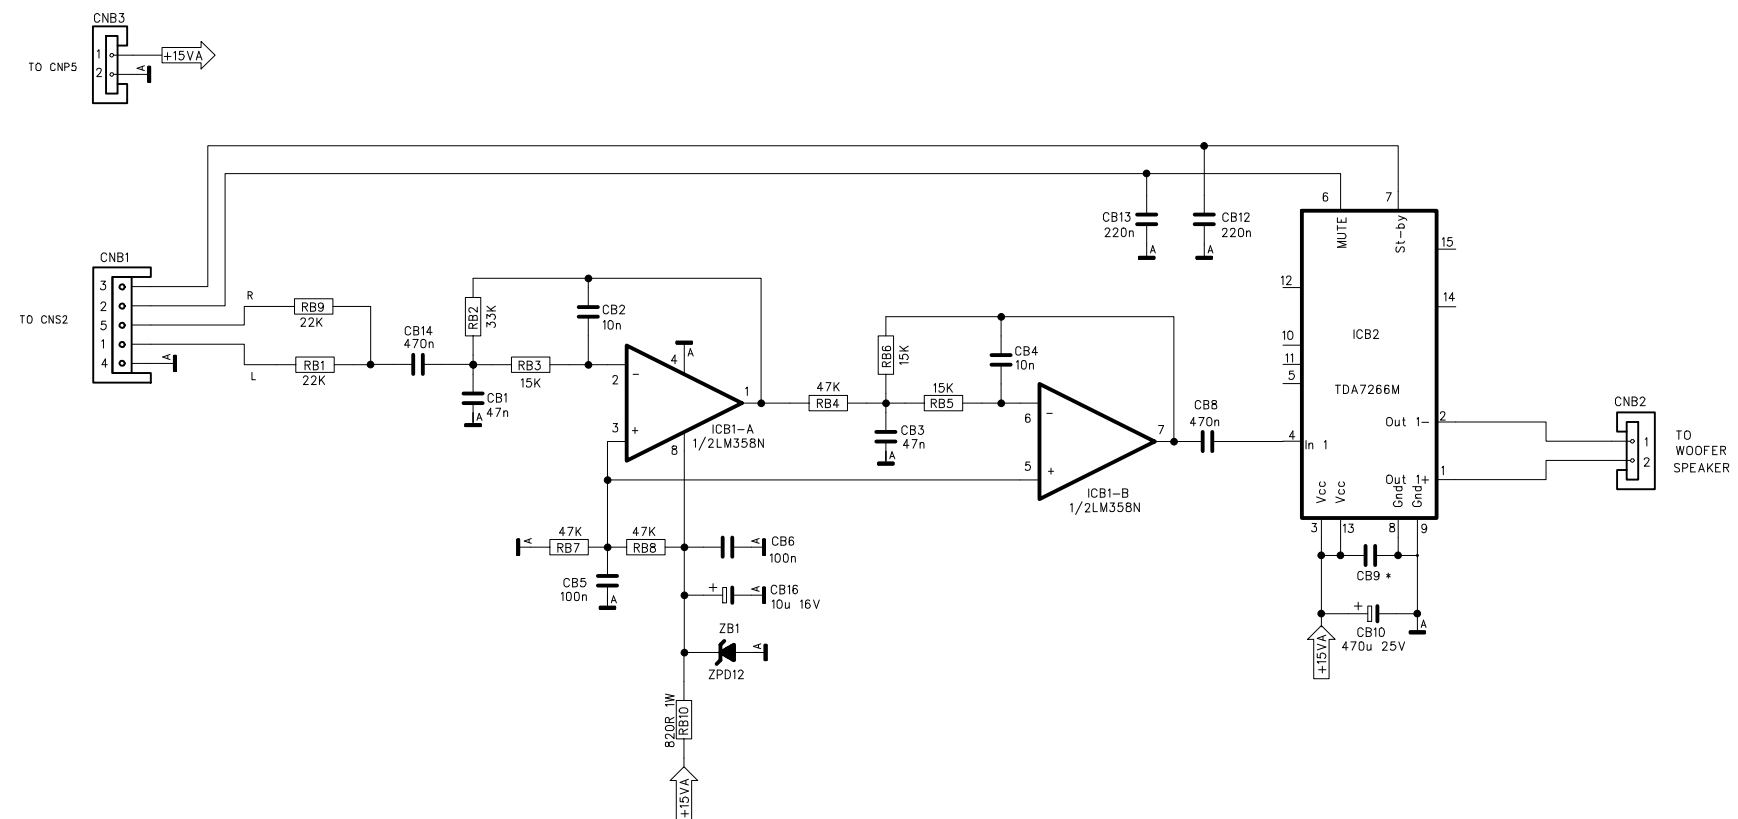 CNB3
1
+15VA
TO CNP5
2
A
CNB1
3
2
TO CNS2
5
1
4
A
R
RB9
22K
L
RB1
22K
CB14
470n
RB2
33K
CB1
47n
A
RB3
15K
CB2
10n
2
−
3
+
4
A
8
1
ICB1-A
1/2LM358N
47K
RB4
RB6
15K
CB3
47n
A
15K
RB5
CB4
10n
6
−
5
+
7
ICB1-B
1/2LM358N
CB8
470n
A
47K
RB7
47K
RB8
CB5
100n
A
CB6
100n
A
+
CB16
10u 16V
A
ZB1
ZPD12
A
820R 1W
RB10
+15VA
CB13
220n
A
CB12
220n
A
6
7
MUTE
St-by
15
12
14
10
11
5
ICB2
TDA7266M
Out 1-
2
4
In 1
Out 1+
1
Vcc
Vcc
Gnd
Gnd
3
13
8
9
CB9 *
+
CB10
470u 25V
A
+15VA
CNB2
1
2
TO
WOOFER
SPEAKER